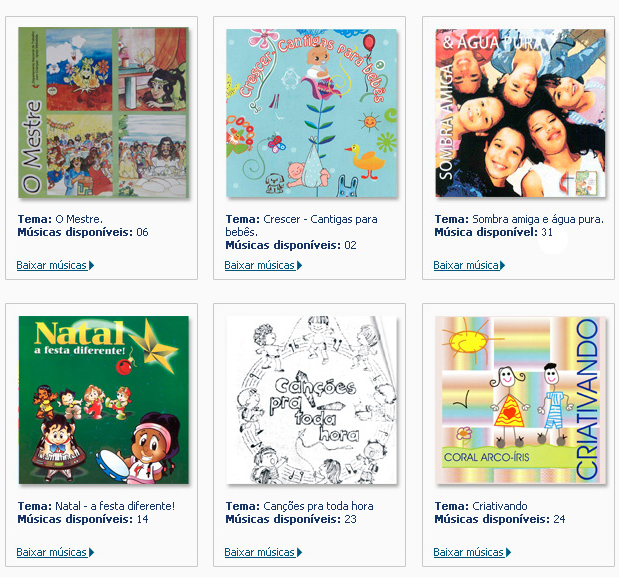 O Mestre
Crescer - Cantigas para bebês
SOMBRA AMIGA
& ÁGUA PURA
Tema: O Mestre.
Músicas disponíveis: 06
Baixar músicas
Tema: Crescer - Cantigas para
bebês.
Músicas disponíveis: 02
Baixar músicas
Tema: Sombra amiga e água pura.
Música disponível: 31
Baixar música
Natal
a festa diferente!
Canções
pra
toda
hora
CRIATIVANDO
CORAL ARCO-ÍRIS
Tema: Natal - a festa diferente!
Músicas disponíveis: 14
Baixar músicas
Tema: Canções pra toda hora
Músicas disponíveis: 23
Baixar músicas
Tema: Criativando
Músicas disponíveis: 24
Baixar músicas